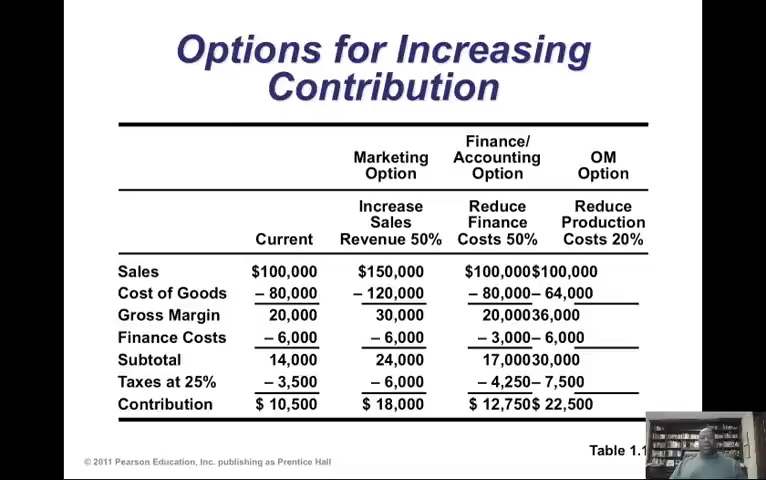 Options for Increasing
Contribution
Finance/
Marketing Accounting OM
Option Option Option
Increase Reduce Reduce
Sales Finance Production
Current Revenue 50% Costs 50% Costs 20%
Sales $100,000 $150,000 $100,000$100,000
Cost of Goods – 80,000 – 120,000 – 80,000– 64,000
Gross Margin 20,000 30,000 20,00036,000
Finance Costs – 6,000 – 6,000 – 3,000– 6,000
Subtotal 14,000 24,000 17,00030,000
Taxes at 25% – 3,500 – 6,000 – 4,250– 7,500
Contribution $ 10,500 $ 18,000 $ 12,750$ 22,500
Table 1.1
© 2011 Pearson Education, Inc. publishing as Prentice Hall